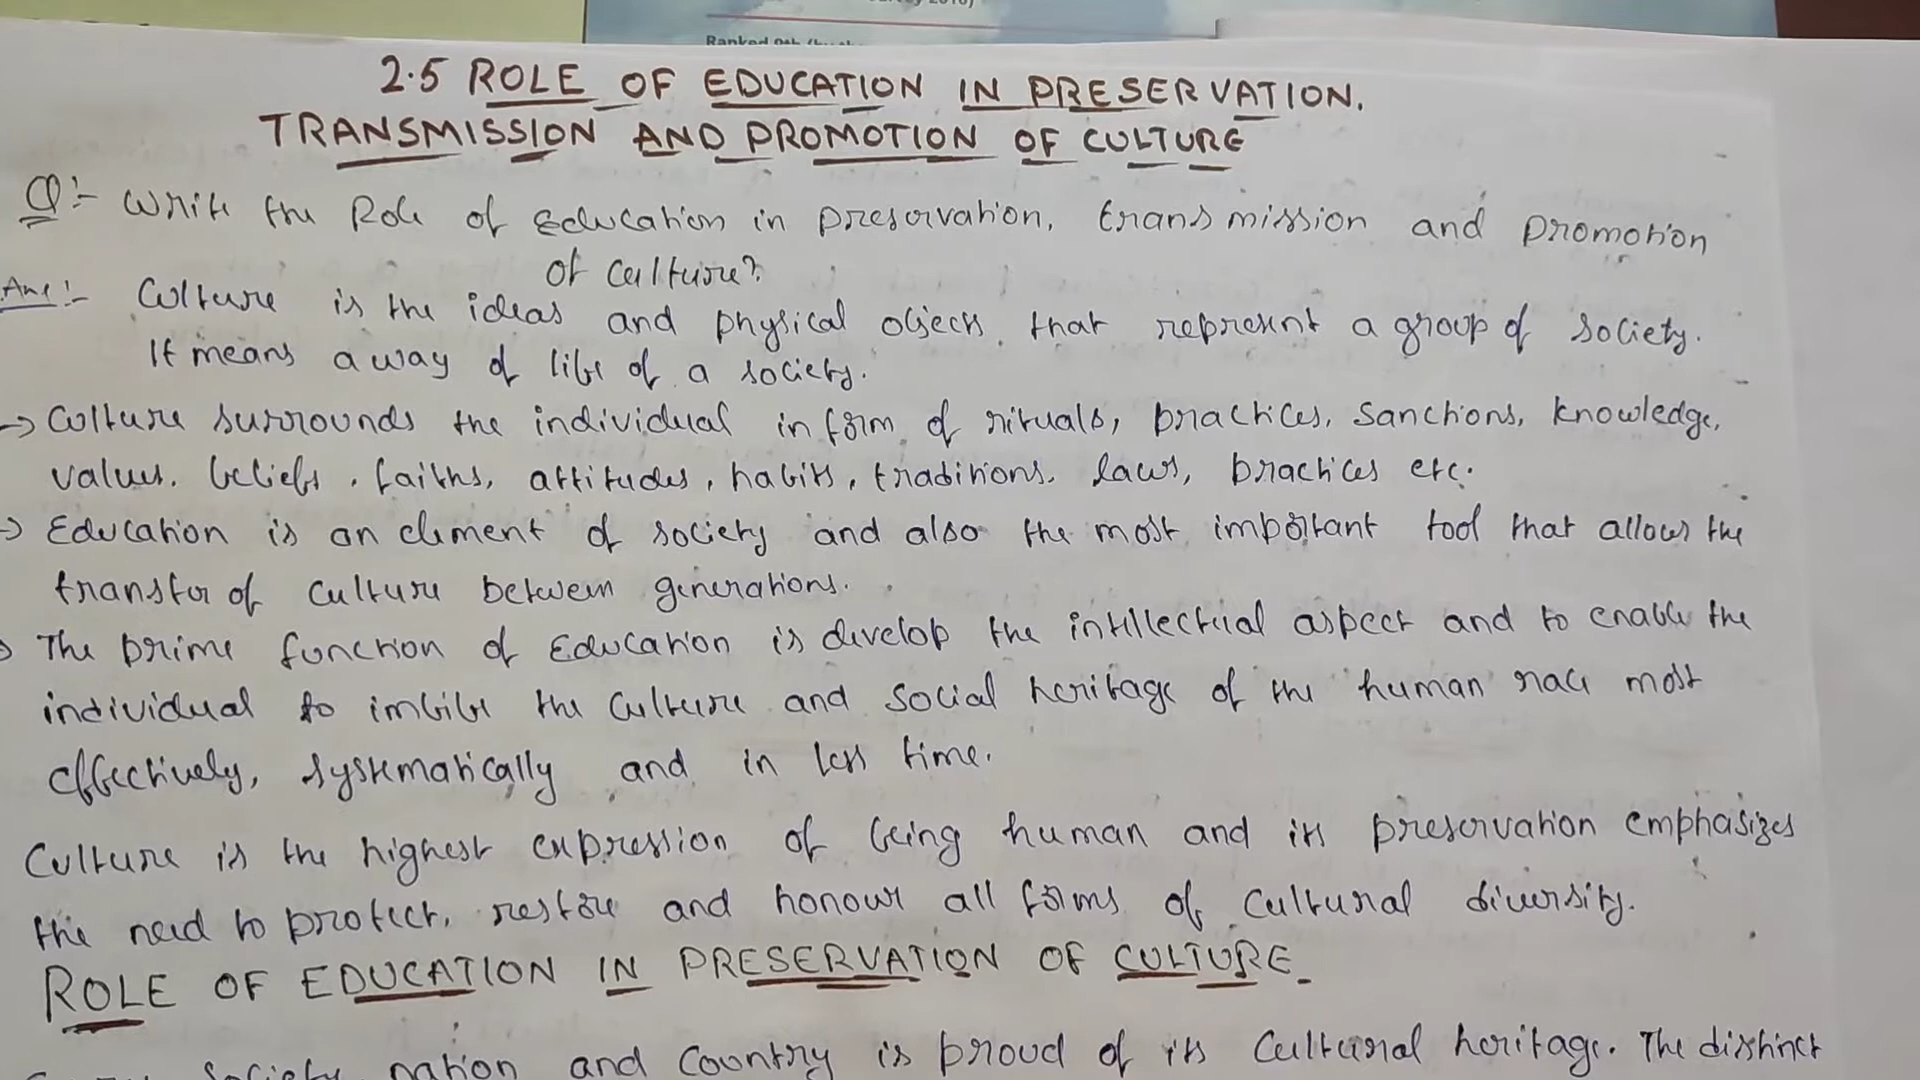 Ranked 9th
2.5 ROLE OF EDUCATION IN PRESERVATION,
TRANSMISSION AND PROMOTION OF CULTURE
Q:- Write the Role of Education in preservation, transmission and promotion
of culture?
Ans:- Culture is the ideas and physical objects that represent a group of society.
It means a way of life of a society.
→ Culture surrounds the individual in form of rituals, practices, sanctions, knowledge,
values, beliefs, faiths, attitudes, habits, traditions, laws, practices etc.
→ Education is an element of society and also the most important tool that allows the
transfer of culture between generations.
→ The prime function of Education is develop the intellectual aspect and to enable the
individual to imbibe the culture and social heritage of the human race most
effectively, systematically and in less time.
Culture is the highest expression of being human and its preservation emphasizes
the need to protect, restore and honour all forms of cultural diversity.
ROLE OF EDUCATION IN PRESERVATION OF CULTURE
society, nation and country is proud of its cultural heritage. The distinct